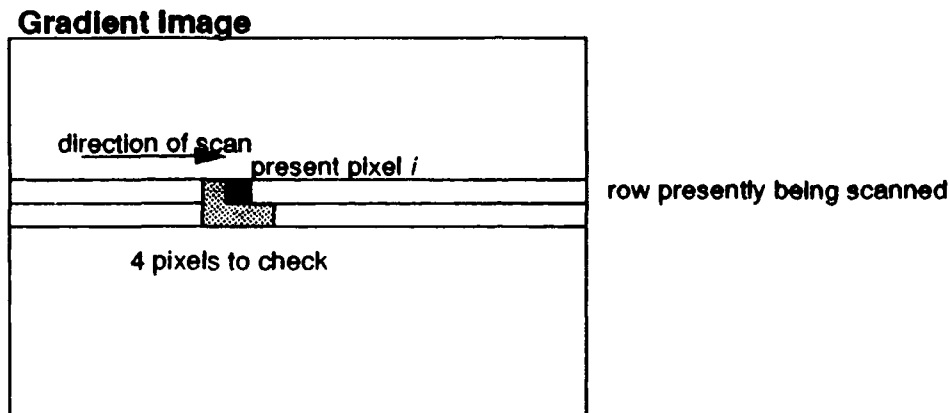 Gradient Image
direction of scan
present pixel i
row presently being scanned
4 pixels to check